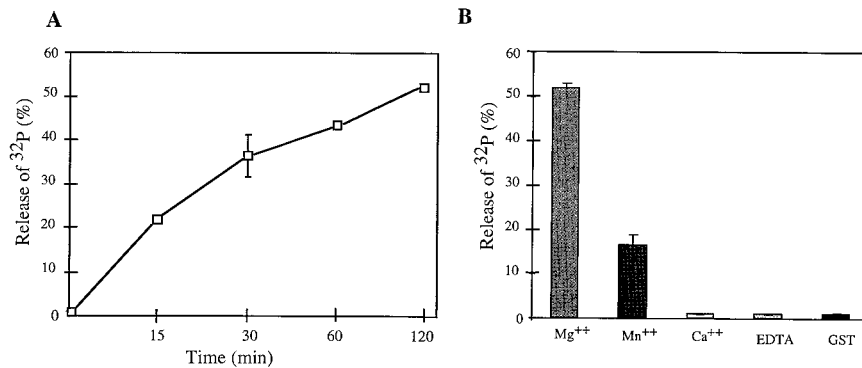 A
60
50
40
30
20
10
0
Release of ³²P (%)
15 30 60 120
Time (min)
B
60
50
40
30
20
10
0
Release of ³²P (%)
Mg⁺⁺ Mn⁺⁺ Ca⁺⁺ EDTA GST